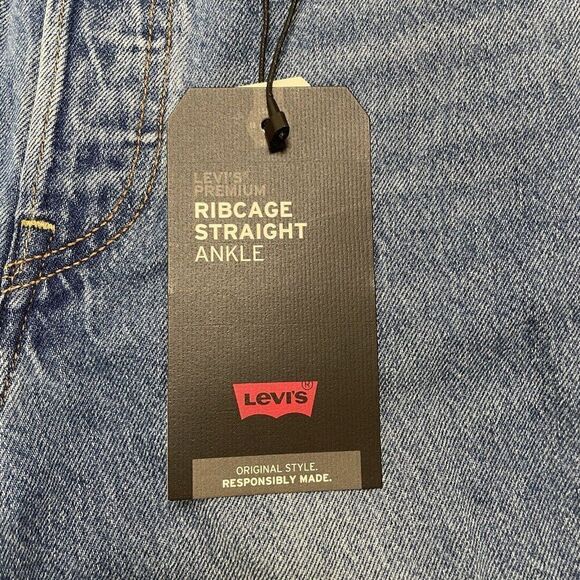 LEVI'S®
PREMIUM
RIBCAGE
STRAIGHT
ANKLE
LEVI'S®
ORIGINAL STYLE.
RESPONSIBLY MADE.